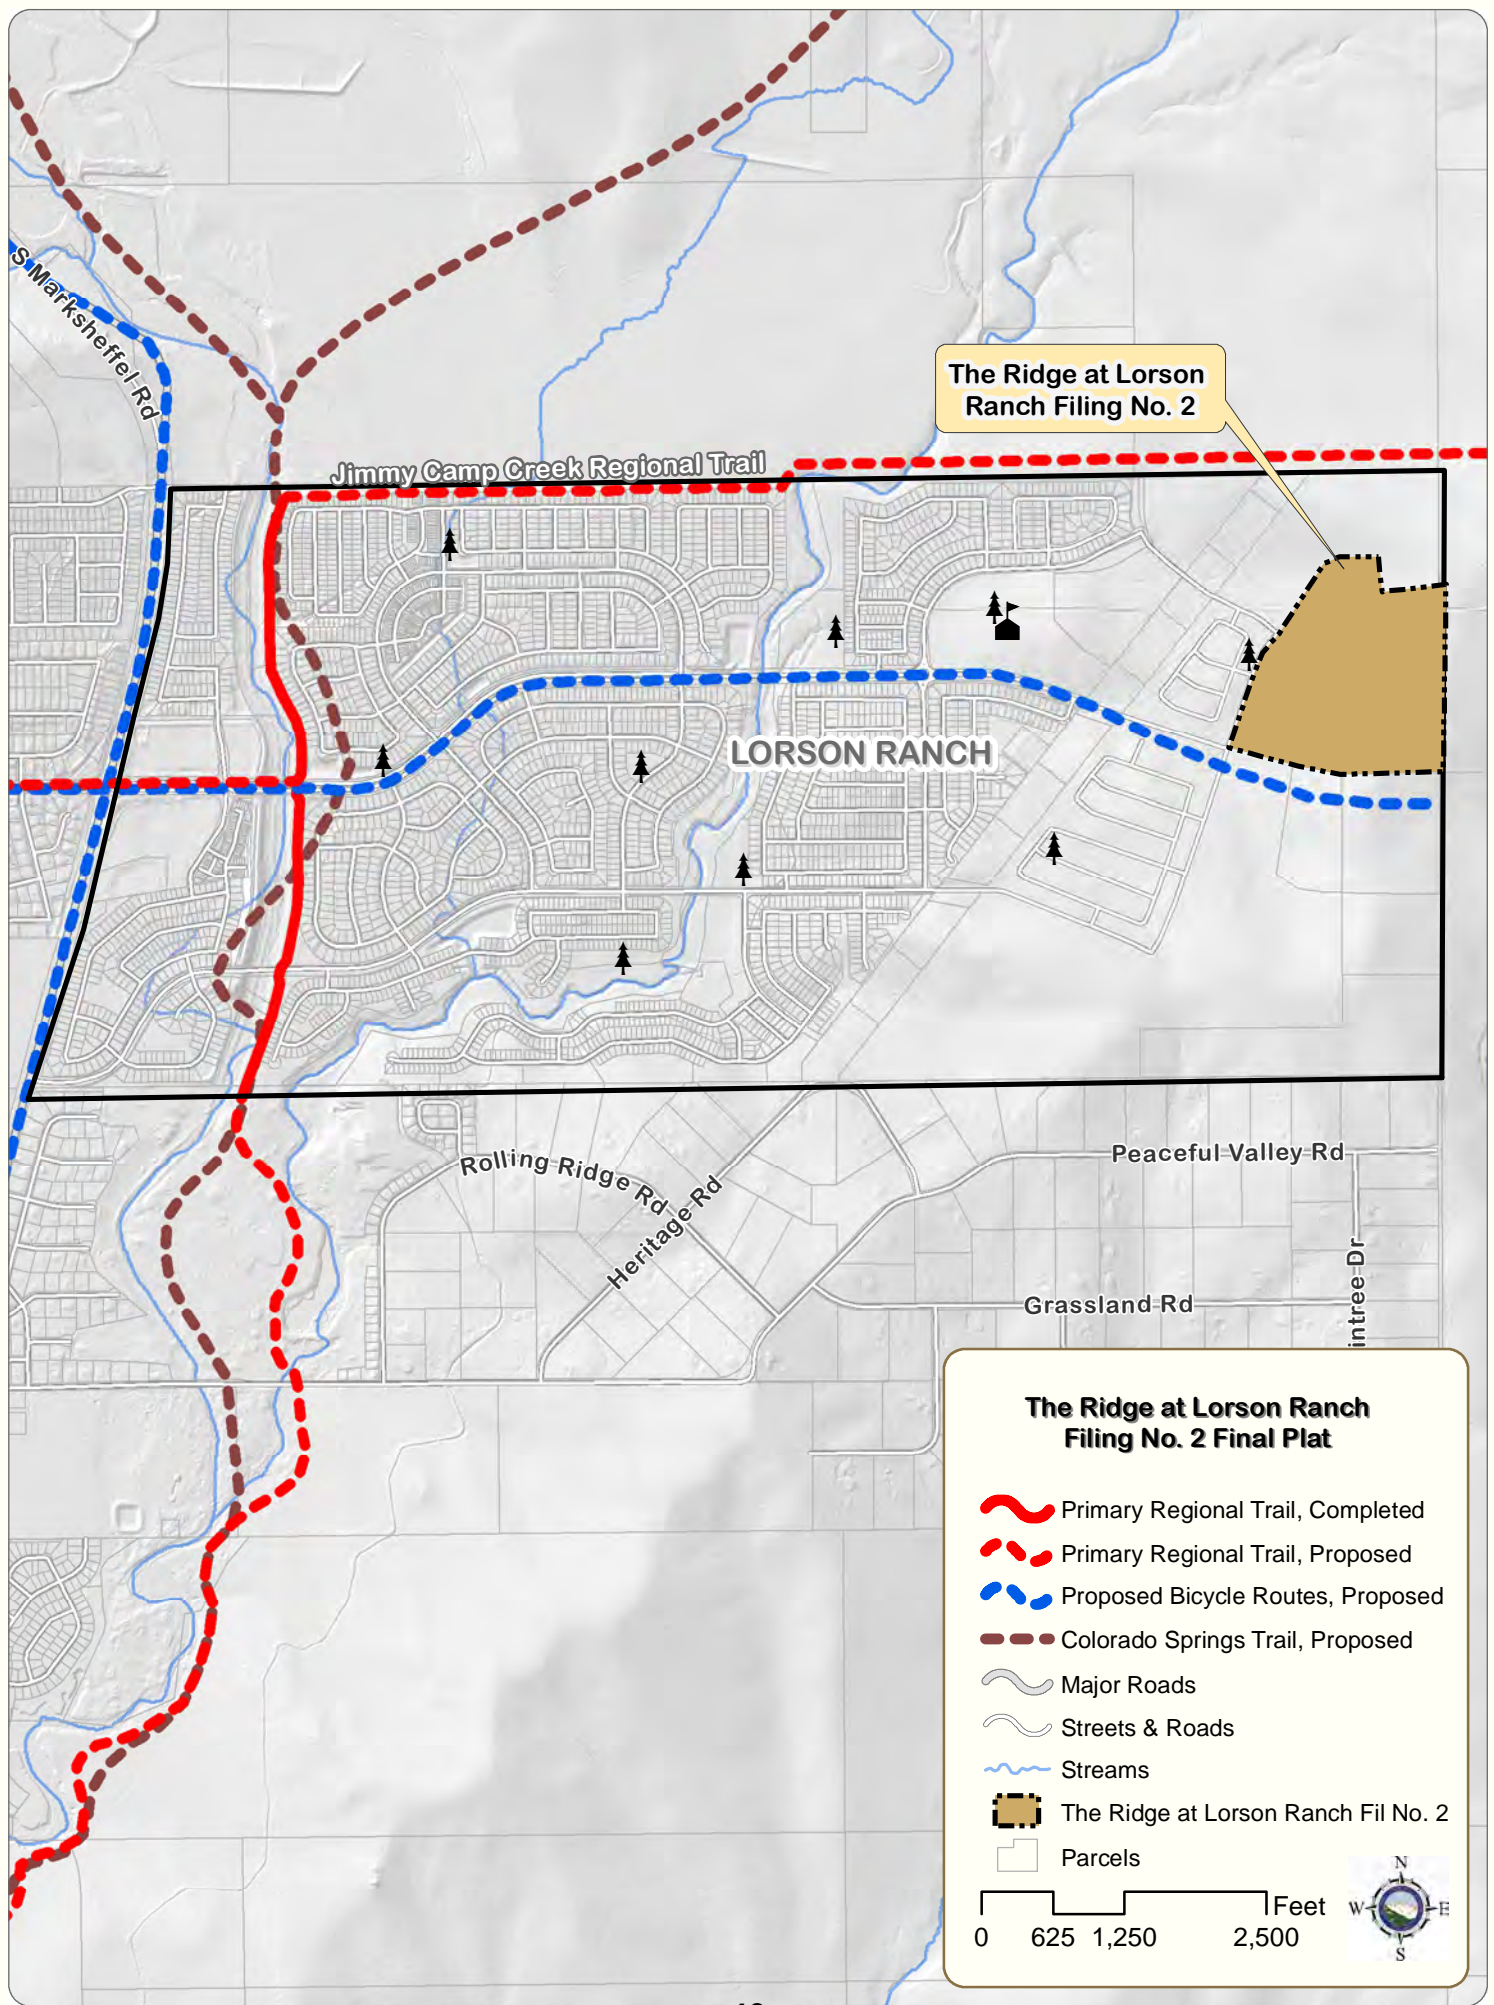 S Marksheffel Rd
The Ridge at Lorson
Ranch Filing No. 2
Jimmy Camp Creek Regional Trail
LORSON RANCH
Rolling Ridge Rd
Heritage Rd
Peaceful Valley Rd
Grassland Rd
intree Dr
The Ridge at Lorson Ranch
Filing No. 2 Final Plat
Primary Regional Trail, Completed
Primary Regional Trail, Proposed
Proposed Bicycle Routes, Proposed
Colorado Springs Trail, Proposed
Major Roads
Streets & Roads
Streams
The Ridge at Lorson Ranch Fil No. 2
Parcels
N
W E
S
Feet
0 625 1,250 2,500